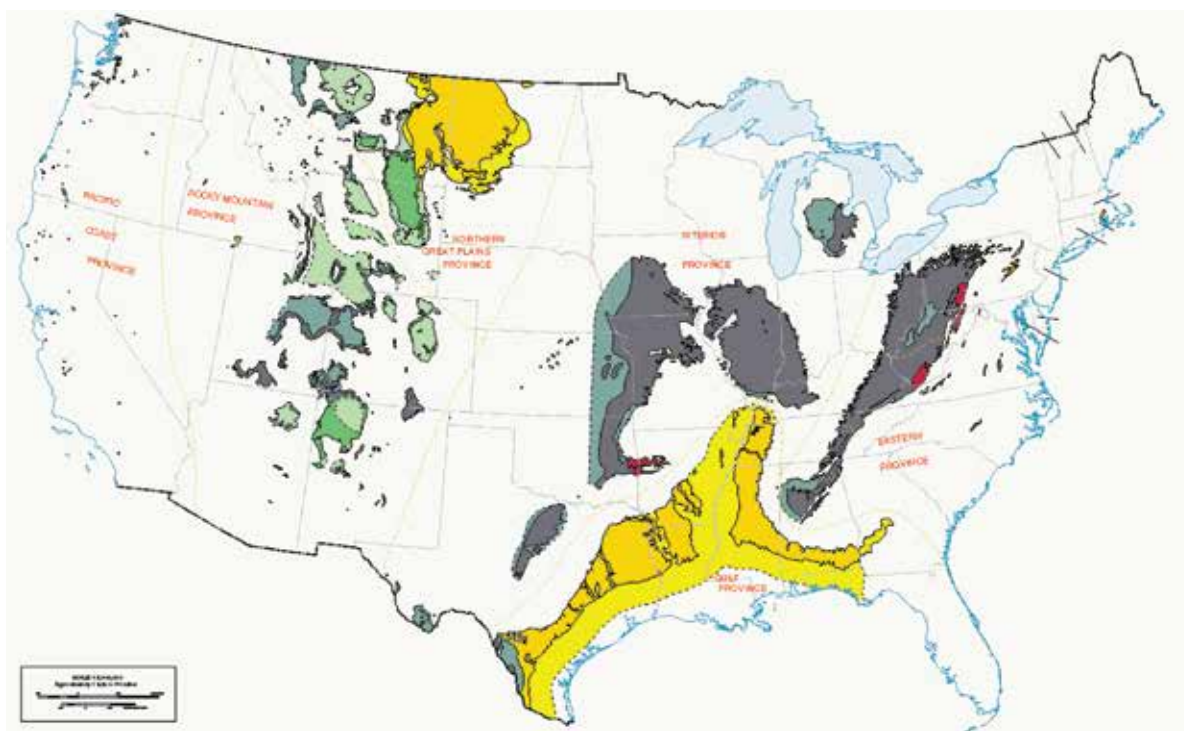 PACIFIC
COAST
PROVINCE
ROCKY MOUNTAIN
PROVINCE
NORTHERN
GREAT PLAINS
PROVINCE
INTERIOR
PROVINCE
EASTERN
PROVINCE
GULF
PROVINCE